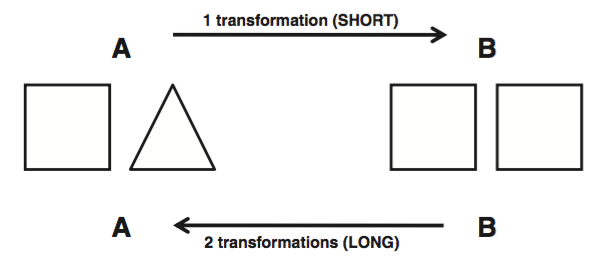 1 transformation (SHORT)
A
B
A
B
2 transformations (LONG)